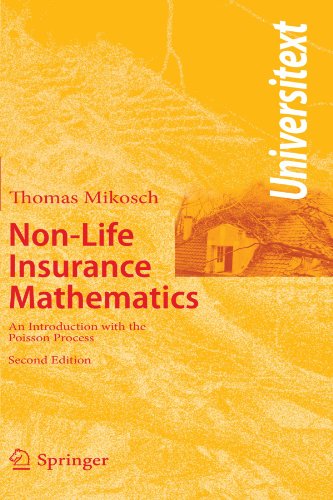 Universitext
Thomas Mikosch
Non-Life
Insurance
Mathematics
An Introduction with the
Poisson Process
Second Edition
Springer